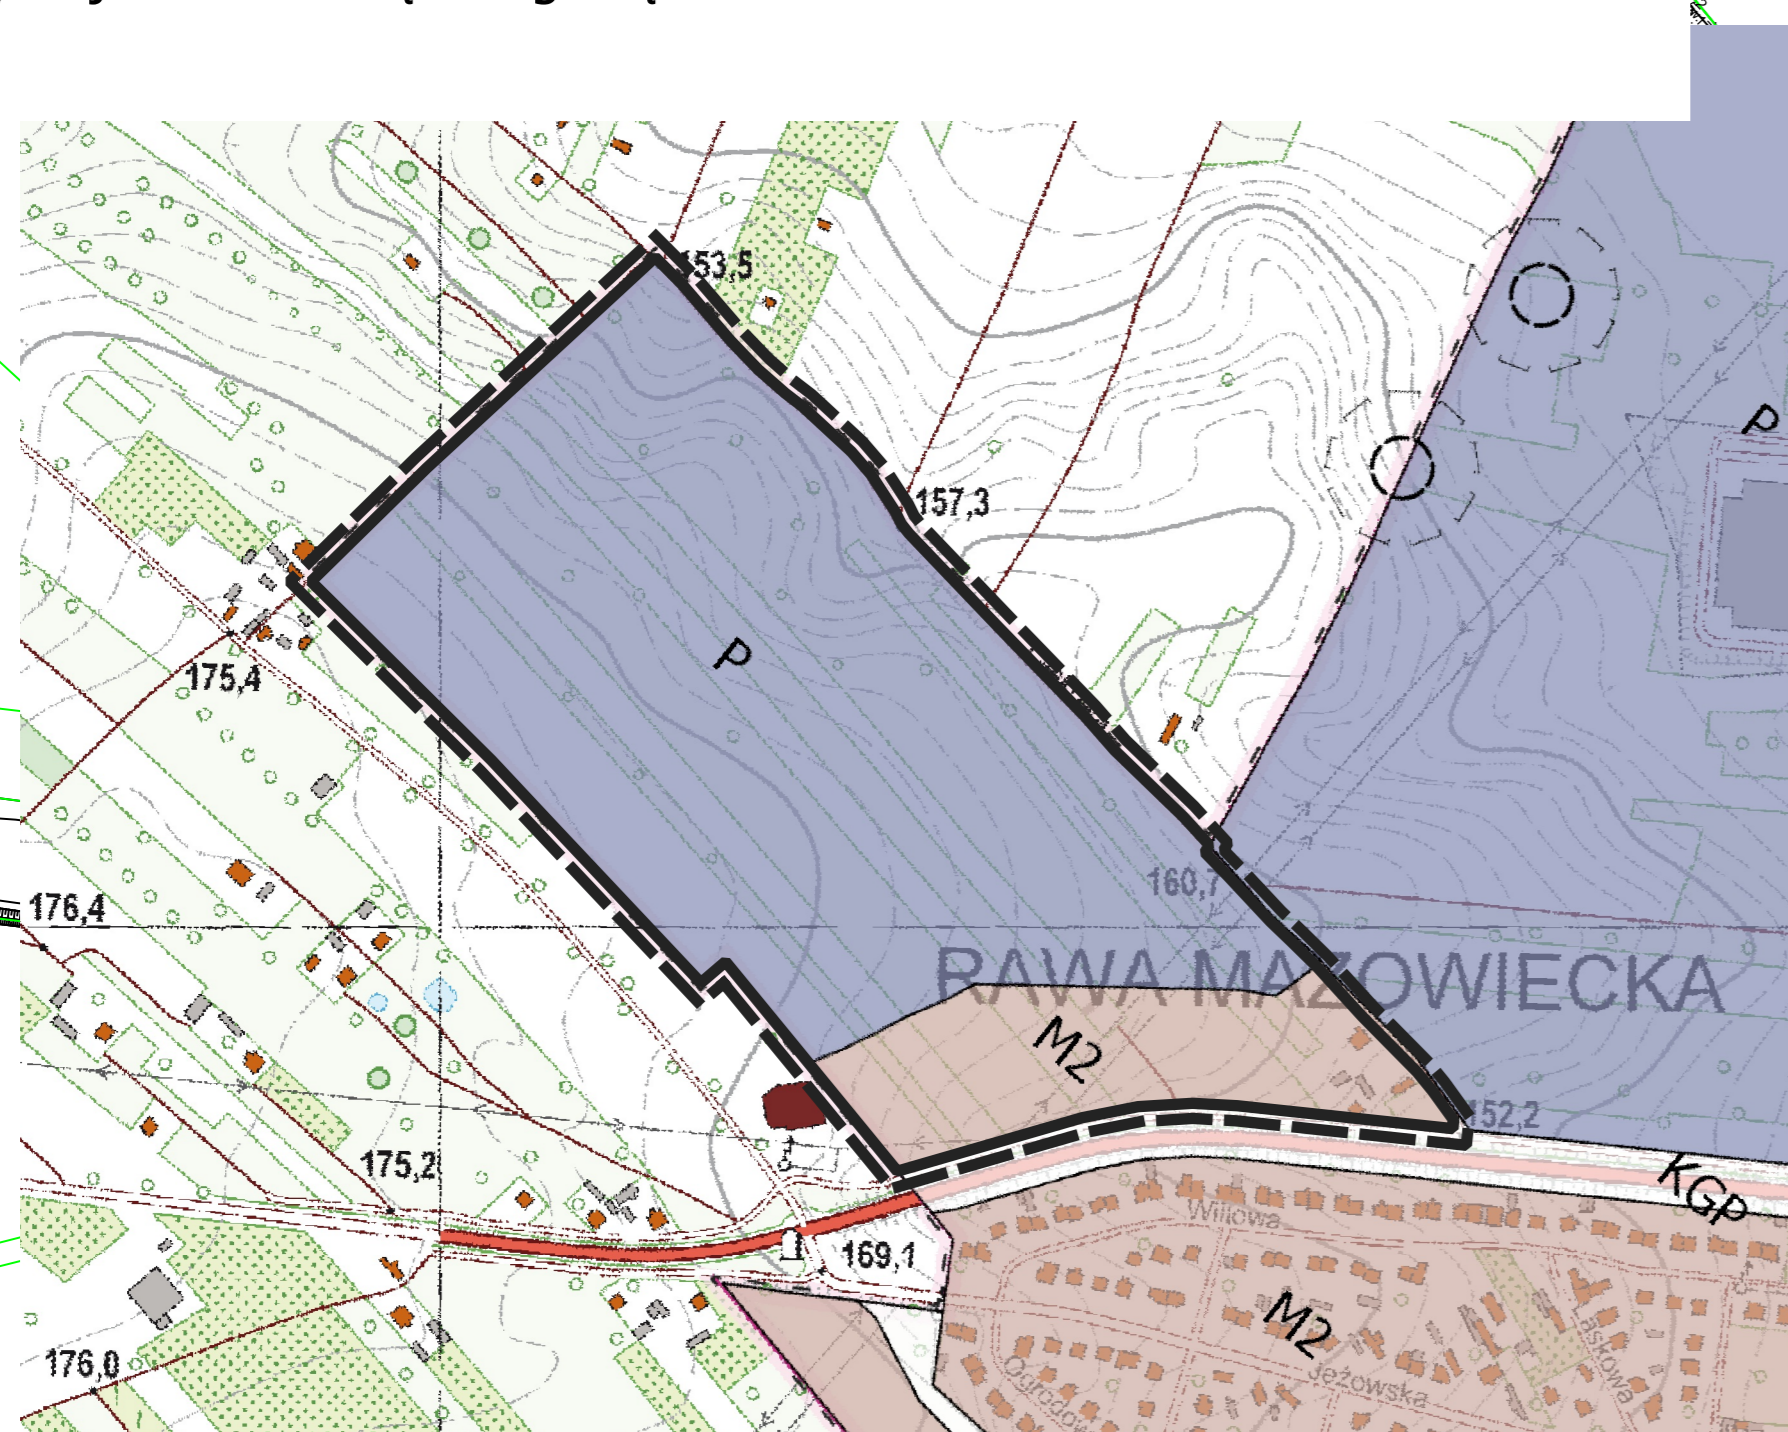 153,5
P
157,3
P
175,4
160,7
176,4
RAWA MAZOWIECKA
M2
152,2
175,2
KGP
Willowa
169,1
M2
Laskowa
176,0
Jeżowska